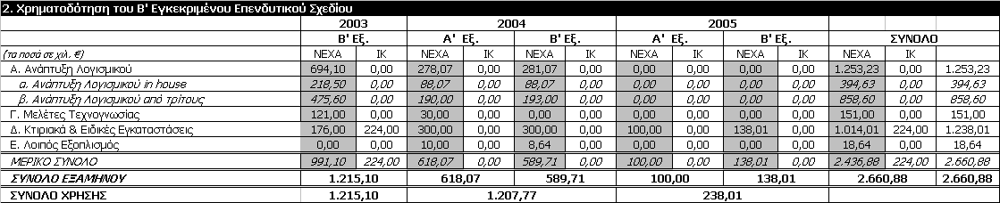 2. Χρηματοδότηση του Β' Εγκεκριμένου Επενδυτικού Σχεδίου
2003 2004 2005
Β' Εξ. Α' Εξ. Β' Εξ. Α' Εξ. Β' Εξ. ΣΥΝΟΛΟ
(τα ποσά σε χιλ. €) ΝΕΧΑ ΙΚ ΝΕΧΑ ΙΚ ΝΕΧΑ ΙΚ ΝΕΧΑ ΙΚ ΝΕΧΑ ΙΚ ΝΕΧΑ ΙΚ
Α. Ανάπτυξη Λογισμικού 694,10 0,00 278,07 0,00 281,07 0,00 0,00 0,00 0,00 0,00 1.253,23 0,00 1.253,23
α. Ανάπτυξη Λογισμικού in house 218,50 0,00 88,07 0,00 88,07 0,00 0,00 0,00 0,00 0,00 394,63 0,00 394,63
β. Ανάπτυξη Λογισμικού από τρίτους 475,60 0,00 190,00 0,00 193,00 0,00 0,00 0,00 0,00 0,00 858,60 0,00 858,60
Γ. Μελέτες Τεχνογνωσίας 121,00 0,00 30,00 0,00 0,00 0,00 0,00 0,00 0,00 0,00 151,00 0,00 151,00
Δ. Κτιριακά & Ειδικές Εγκαταστάσεις 176,00 224,00 300,00 0,00 300,00 0,00 100,00 0,00 138,01 0,00 1.014,01 224,00 1.238,01
Ε. Λοιπός Εξοπλισμός 0,00 0,00 10,00 0,00 8,64 0,00 0,00 0,00 0,00 0,00 18,64 0,00 18,64
ΜΕΡΙΚΟ ΣΥΝΟΛΟ 991,10 224,00 618,07 0,00 589,71 0,00 100,00 0,00 138,01 0,00 2.436,88 224,00 2.660,88
ΣΥΝΟΛΟ ΕΞΑΜΗΝΟΥ 1.215,10 618,07 589,71 100,00 138,01 2.660,88 2.660,88
ΣΥΝΟΛΟ ΧΡΗΣΗΣ 1.215,10 1.207,77 238,01